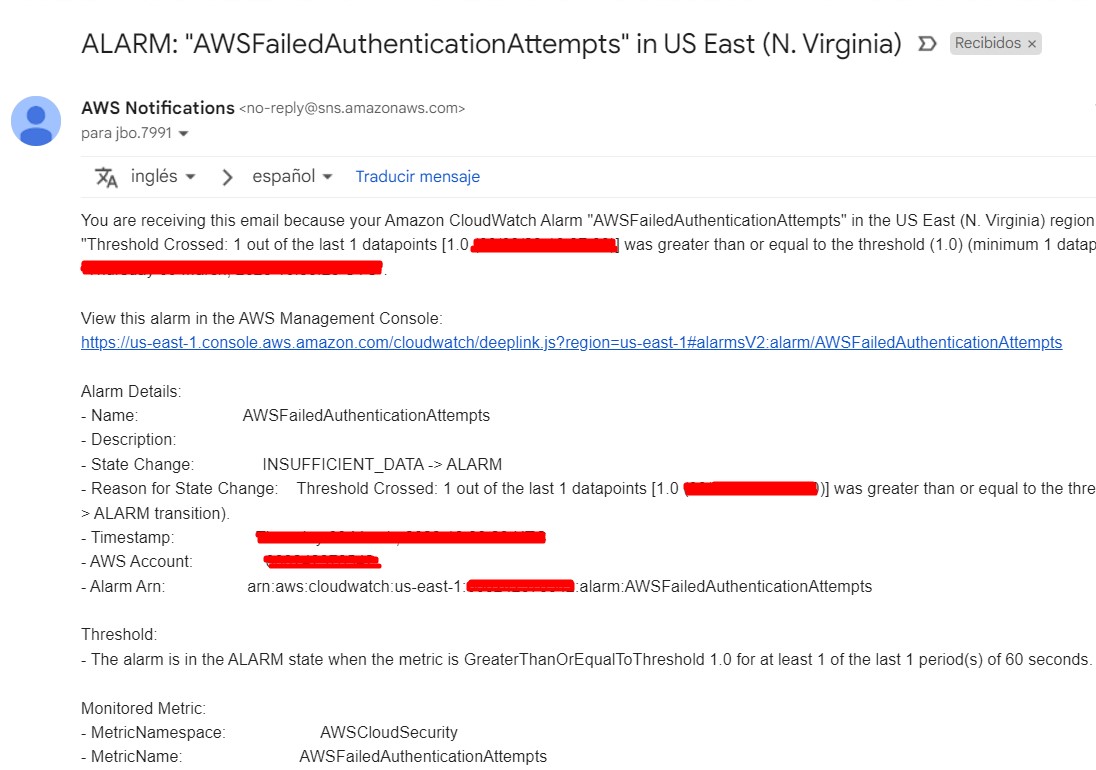 ALARM: "AWSFailedAuthenticationAttempts" in US East (N. Virginia) Recibidos ×
AWS Notifications <no-reply@sns.amazonaws.com>
para jbo.7991
inglés español Traducir mensaje
You are receiving this email because your Amazon CloudWatch Alarm "AWSFailedAuthenticationAttempts" in the US East (N. Virginia) region
"Threshold Crossed: 1 out of the last 1 datapoints [1.0 ] was greater than or equal to the threshold (1.0) (minimum 1 datap
View this alarm in the AWS Management Console:
https://us-east-1.console.aws.amazon.com/cloudwatch/deeplink.js?region=us-east-1#alarmsV2:alarm/AWSFailedAuthenticationAttempts
Alarm Details:
- Name: AWSFailedAuthenticationAttempts
- Description:
- State Change: INSUFFICIENT_DATA -> ALARM
- Reason for State Change: Threshold Crossed: 1 out of the last 1 datapoints [1.0 )] was greater than or equal to the thre
> ALARM transition).
- Timestamp:
- AWS Account:
- Alarm Arn: arn:aws:cloudwatch:us-east-1: :alarm:AWSFailedAuthenticationAttempts
Threshold:
- The alarm is in the ALARM state when the metric is GreaterThanOrEqualToThreshold 1.0 for at least 1 of the last 1 period(s) of 60 seconds.
Monitored Metric:
- MetricNamespace: AWSCloudSecurity
- MetricName: AWSFailedAuthenticationAttempts